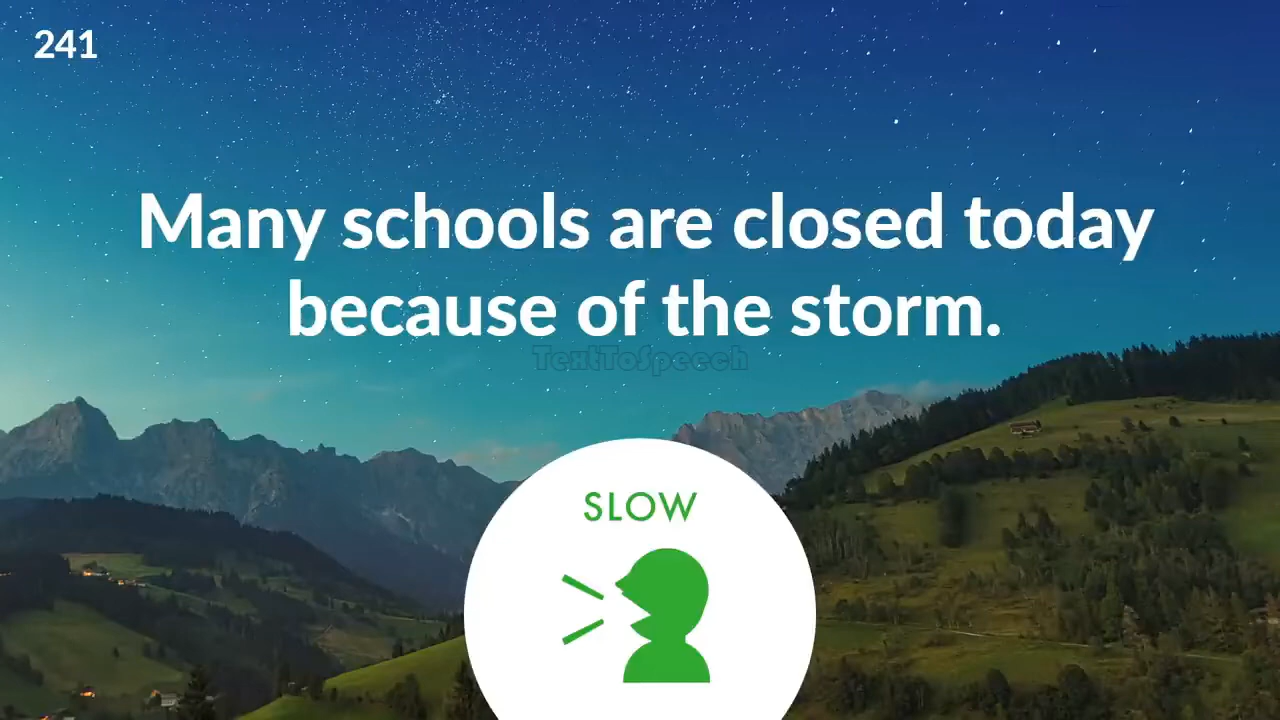 241
Many schools are closed today
because of the storm.
TextToSpeech
SLOW